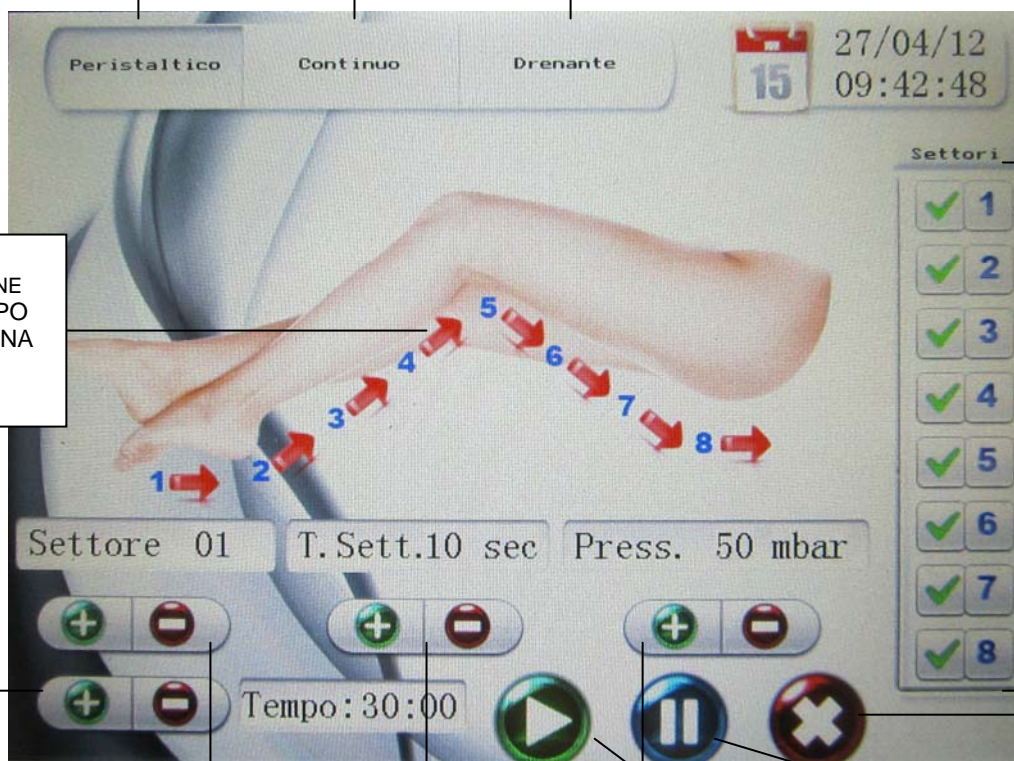 Peristaltico
Continuo
Drenante
15
27/04/12
09:42:48
Settori
1
2
3
4
5
6
7
8
1
2
3
4
5
6
7
8
Settore 01
T. Sett.10 sec
Press. 50 mbar
Tempo:30:00